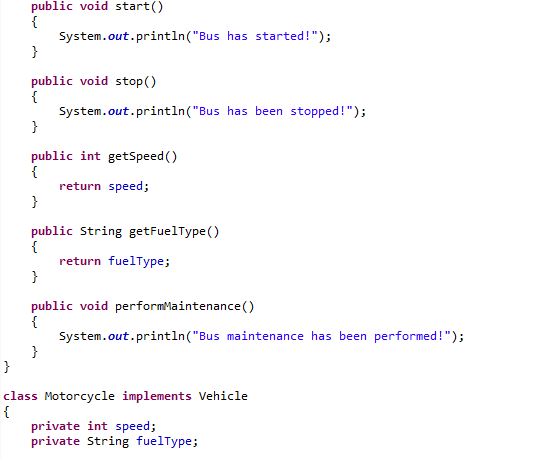 public void start()
{
System.out.println("Bus has started!");
}
public void stop()
{
System.out.println("Bus has been stopped!");
}
public int getSpeed()
{
return speed;
}
public String getFuelType()
{
return fuelType;
}
public void performMaintenance()
{
System.out.println("Bus maintenance has been performed!");
}
}
class Motorcycle implements Vehicle
{
private int speed;
private String fuelType;